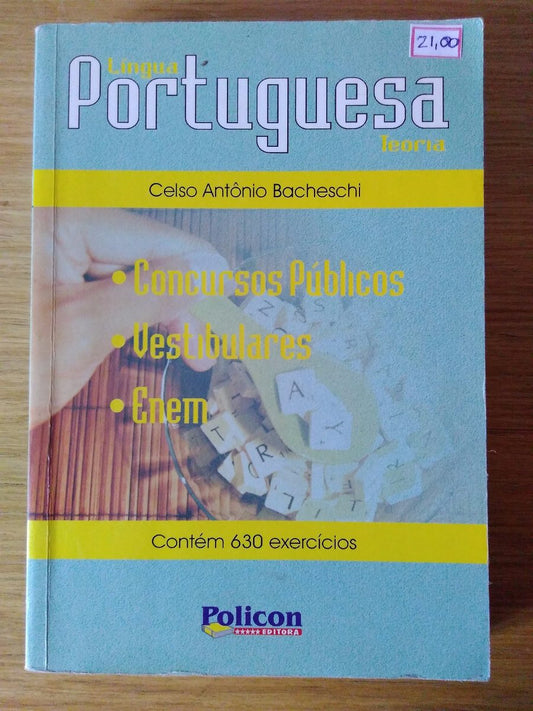 21,00
Língua
Portuguesa
Teoria
Celso Antônio Bacheschi
• Concursos Públicos
• Vestibulares
• Enem
Z
A
Y
T
R
L
I
T
Contém 630 exercícios
Policon
EDITORA